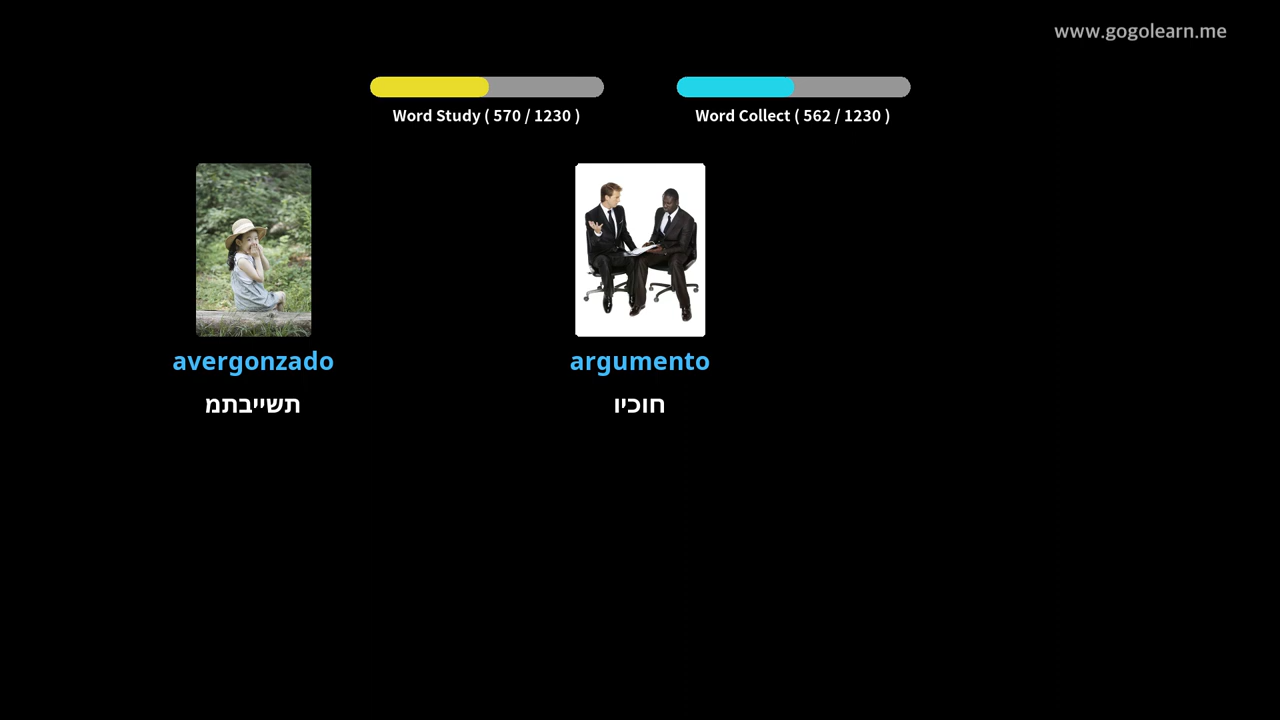 www.gogolearn.me
Word Study ( 570 / 1230 )
Word Collect ( 562 / 1230 )
avergonzado
תשייבתמ
argumento
חוכיו